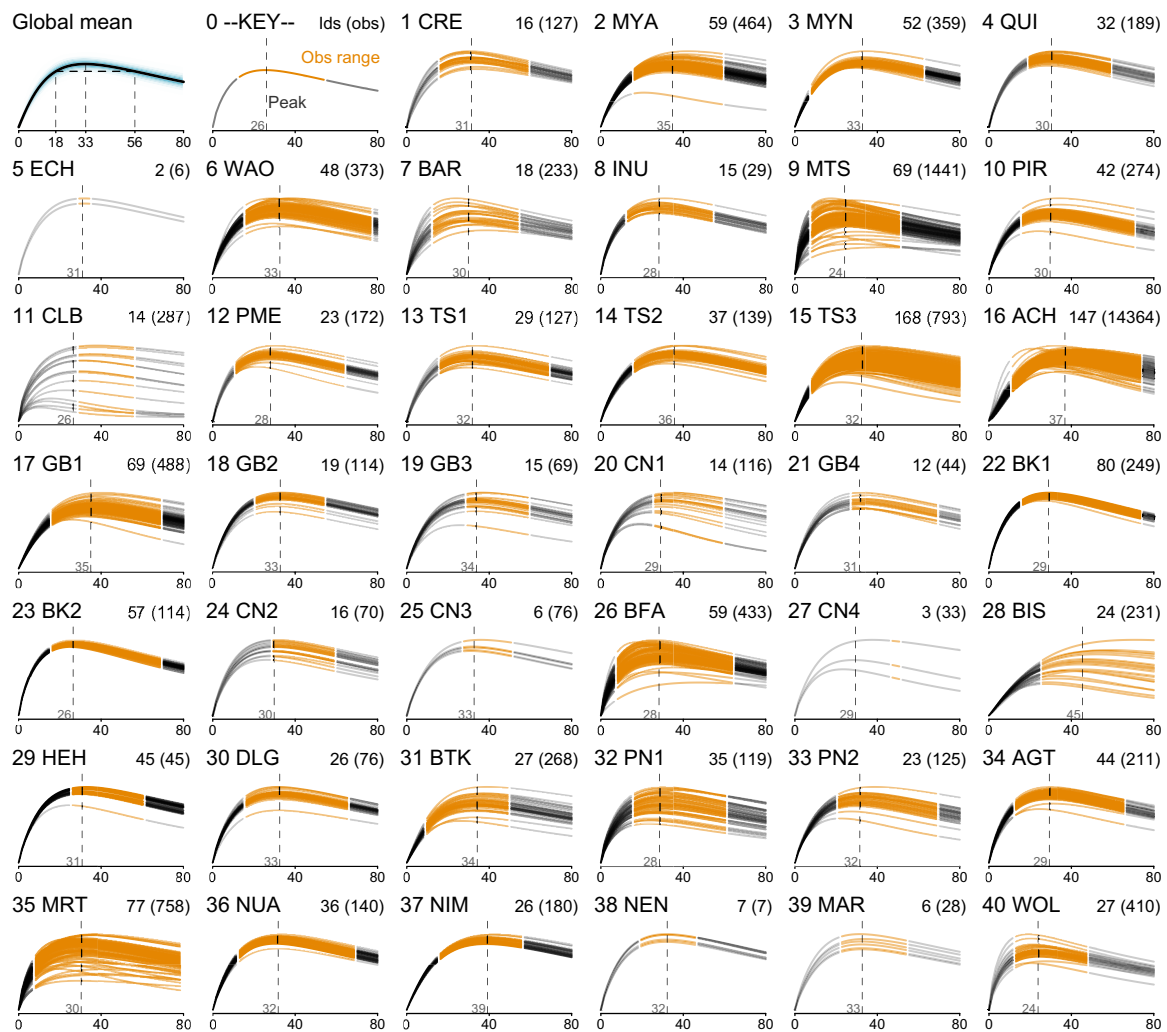 Global mean
0 18 33 56 80
0 --KEY-- Ids (obs)
Obs range
Peak
26
0 40 80
1 CRE 16 (127)
31
0 40 80
2 MYA 59 (464)
35
0 40 80
3 MYN 52 (359)
33
0 40 80
4 QUI 32 (189)
30
0 40 80
5 ECH 2 (6)
31
0 40 80
6 WAO 48 (373)
33
0 40 80
7 BAR 18 (233)
30
0 40 80
8 INU 15 (29)
28
0 40 80
9 MTS 69 (1441)
24
0 40 80
10 PIR 42 (274)
30
0 40 80
11 CLB 14 (287)
26
0 40 80
12 PME 23 (172)
28
0 40 80
13 TS1 29 (127)
32
0 40 80
14 TS2 37 (139)
36
0 40 80
15 TS3 168 (793)
32
0 40 80
16 ACH 147 (14364)
37
0 40 80
17 GB1 69 (488)
35
0 40 80
18 GB2 19 (114)
33
0 40 80
19 GB3 15 (69)
34
0 40 80
20 CN1 14 (116)
29
0 40 80
21 GB4 12 (44)
31
0 40 80
22 BK1 80 (249)
29
0 40 80
23 BK2 57 (114)
26
0 40 80
24 CN2 16 (70)
30
0 40 80
25 CN3 6 (76)
33
0 40 80
26 BFA 59 (433)
28
0 40 80
27 CN4 3 (33)
29
0 40 80
28 BIS 24 (231)
45
0 40 80
29 HEH 45 (45)
31
0 40 80
30 DLG 26 (76)
33
0 40 80
31 BTK 27 (268)
34
0 40 80
32 PN1 35 (119)
28
0 40 80
33 PN2 23 (125)
32
0 40 80
34 AGT 44 (211)
29
0 40 80
35 MRT 77 (758)
30
0 40 80
36 NUA 36 (140)
32
0 40 80
37 NIM 26 (180)
39
0 40 80
38 NEN 7 (7)
32
0 40 80
39 MAR 6 (28)
33
0 40 80
40 WOL 27 (410)
24
0 40 80